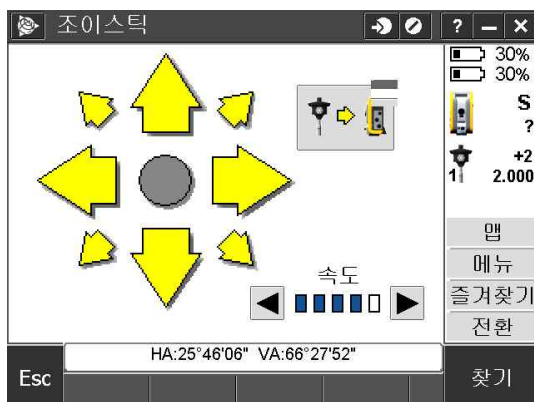 조이스틱
? – ×
30%
30%
S
?
+2
1 2.000
속도
맵
메뉴
즐겨찾기
전환
HA:25°46'06" VA:66°27'52"
Esc
찾기